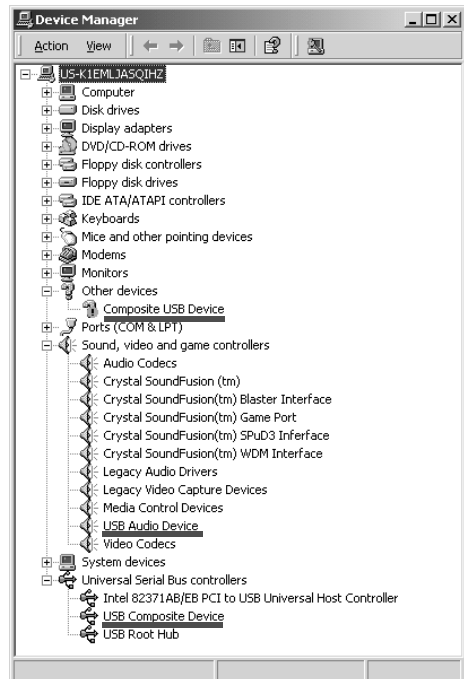 Device Manager
Action View
US-K1EMLJASQIHZ
Computer
Disk drives
Display adapters
DVD/CD-ROM drives
Floppy disk controllers
Floppy disk drives
IDE ATA/ATAPI controllers
Keyboards
Mice and other pointing devices
Modems
Monitors
Other devices
Composite USB Device
Ports (COM & LPT)
Sound, video and game controllers
Audio Codecs
Crystal SoundFusion (tm)
Crystal SoundFusion(tm) Blaster Interface
Crystal SoundFusion(tm) Game Port
Crystal SoundFusion(tm) SPuD3 Inferface
Crystal SoundFusion(tm) WDM Interface
Legacy Audio Drivers
Legacy Video Capture Devices
Media Control Devices
USB Audio Device
Video Codecs
System devices
Universal Serial Bus controllers
Intel 82371AB/EB PCI to USB Universal Host Controller
USB Composite Device
USB Root Hub